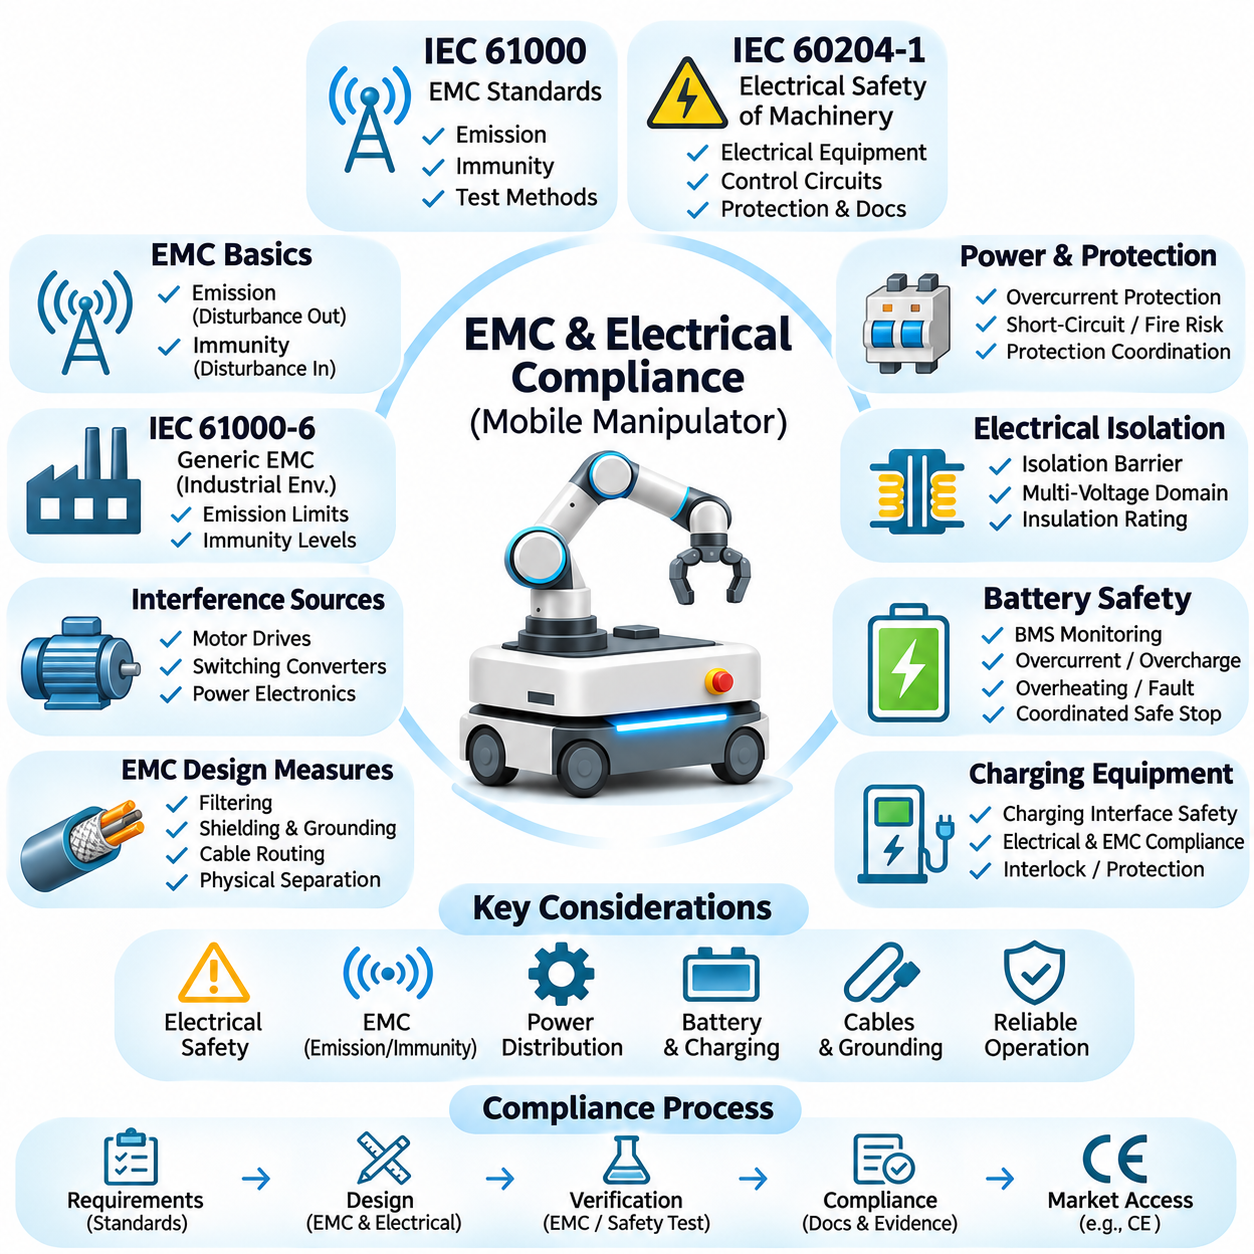 IEC 61000
EMC Standards
Emission
Immunity
Test Methods
IEC 60204-1
Electrical Safety
of Machinery
Electrical Equipment
Control Circuits
Protection & Docs
EMC Basics
Emission
(Disturbance Out)
Immunity
(Disturbance In)
IEC 61000-6
Generic EMC
(Industrial Env.)
Emission Limits
Immunity Levels
Interference Sources
Motor Drives
Switching Converters
Power Electronics
EMC Design Measures
Filtering
Shielding & Grounding
Cable Routing
Physical Separation
EMC & Electrical
Compliance
(Mobile Manipulator)
Power & Protection
Overcurrent Protection
Short-Circuit / Fire Risk
Protection Coordination
Electrical Isolation
Isolation Barrier
Multi-Voltage Domain
Insulation Rating
Battery Safety
BMS Monitoring
Overcurrent / Overcharge
Overheating / Fault
Coordinated Safe Stop
Charging Equipment
Charging Interface Safety
Electrical & EMC Compliance
Interlock / Protection
Key Considerations
Electrical
Safety
EMC
(Emission/Immunity)
Power
Distribution
Battery
& Charging
Cables
& Grounding
Reliable
Operation
Compliance Process
Requirements
(Standards)
Design
(EMC & Electrical)
Verification
(EMC / Safety Test)
Compliance
(Docs & Evidence)
CE
Market Access
(e.g., CE )